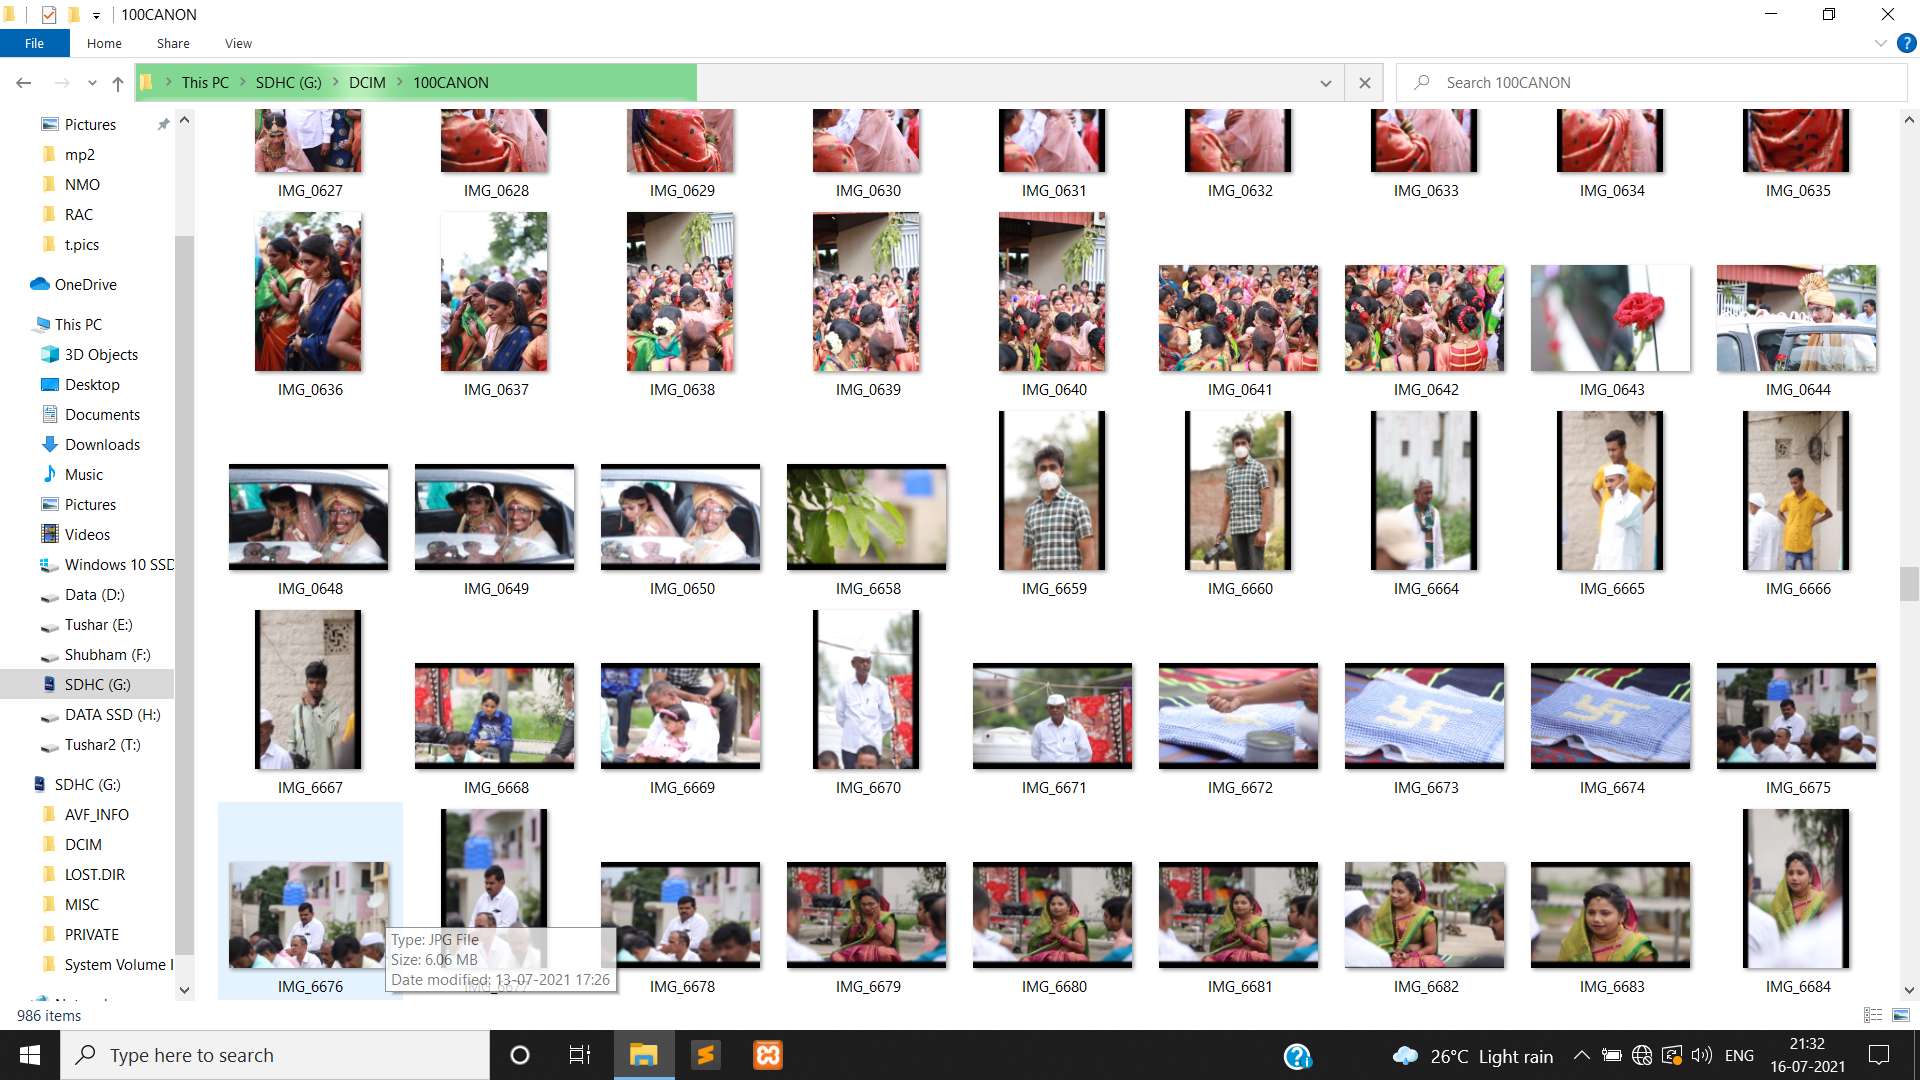 100CANON
File Home Share View
This PC SDHC (G:) DCIM 100CANON
Search 100CANON
Pictures
mp2
NMO
RAC
t.pics
OneDrive
This PC
3D Objects
Desktop
Documents
Downloads
Music
Pictures
Videos
Windows 10 SSD
Data (D:)
Tushar (E:)
Shubham (F:)
SDHC (G:)
DATA SSD (H:)
Tushar2 (T:)
SDHC (G:)
AVF_INFO
DCIM
LOST.DIR
MISC
PRIVATE
System Volume I
IMG_0627 IMG_0628 IMG_0629 IMG_0630 IMG_0631 IMG_0632 IMG_0633 IMG_0634 IMG_0635
IMG_0636 IMG_0637 IMG_0638 IMG_0639 IMG_0640 IMG_0641 IMG_0642 IMG_0643 IMG_0644
IMG_0648 IMG_0649 IMG_0650 IMG_6658 IMG_6659 IMG_6660 IMG_6664 IMG_6665 IMG_6666
IMG_6667 IMG_6668 IMG_6669 IMG_6670 IMG_6671 IMG_6672 IMG_6673 IMG_6674 IMG_6675
IMG_6676 IMG_6677 IMG_6678 IMG_6679 IMG_6680 IMG_6681 IMG_6682 IMG_6683 IMG_6684
Type: JPG File
Size: 6.06 MB
Date modified: 13-07-2021 17:26
986 items
Type here to search
26°C Light rain
ENG
21:32
16-07-2021